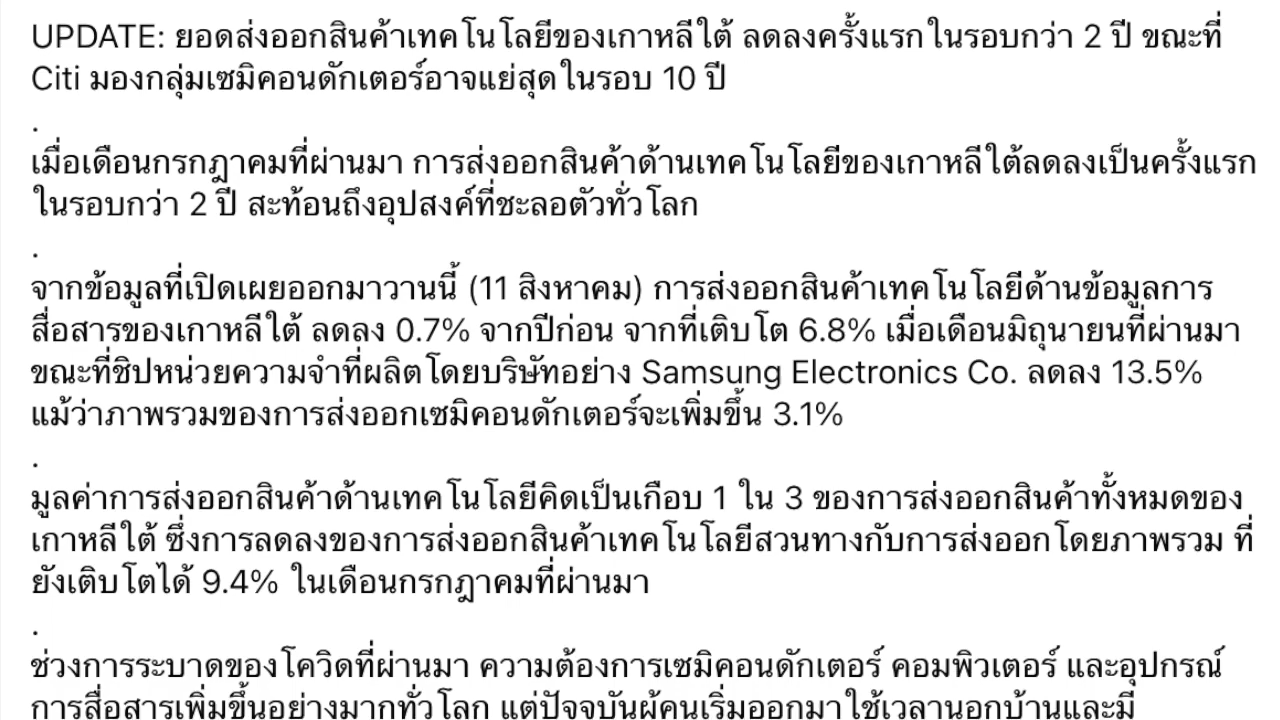 UPDATE: ยอดส่งออกสินค้าเทคโนโลยีของเกาหลีใต้ ลดลงครั้งแรกในรอบกว่า 2 ปี ขณะที่
Citi มองกลุ่มเซมิคอนดักเตอร์อาจแย่สุดในรอบ 10 ปี
.
เมื่อเดือนกรกฎาคมที่ผ่านมา การส่งออกสินค้าด้านเทคโนโลยีของเกาหลีใต้ลดลงเป็นครั้งแรก
ในรอบกว่า 2 ปี สะท้อนถึงอุปสงค์ที่ชะลอตัวทั่วโลก
.
จากข้อมูลที่เปิดเผยออกมาวานนี้ (11 สิงหาคม) การส่งออกสินค้าเทคโนโลยีด้านข้อมูลการ
สื่อสารของเกาหลีใต้ ลดลง 0.7% จากปีก่อน จากที่เติบโต 6.8% เมื่อเดือนมิถุนายนที่ผ่านมา
ขณะที่ชิปหน่วยความจำที่ผลิตโดยบริษัทอย่าง Samsung Electronics Co. ลดลง 13.5%
แม้ว่าภาพรวมของการส่งออกเซมิคอนดักเตอร์จะเพิ่มขึ้น 3.1%
.
มูลค่าการส่งออกสินค้าด้านเทคโนโลยีคิดเป็นเกือบ 1 ใน 3 ของการส่งออกสินค้าทั้งหมดของ
เกาหลีใต้ ซึ่งการลดลงของการส่งออกสินค้าเทคโนโลยีสวนทางกับการส่งออกโดยภาพรวม ที่
ยังเติบโตได้ 9.4% ในเดือนกรกฎาคมที่ผ่านมา
.
ช่วงการระบาดของโควิดที่ผ่านมา ความต้องการเซมิคอนดักเตอร์ คอมพิวเตอร์ และอุปกรณ์
การสื่อสารเพิ่มขึ้นอย่างมากทั่วโลก แต่ปัจจุบันผู้คนเริ่มออกมาใช้เวลานอกบ้านและมี